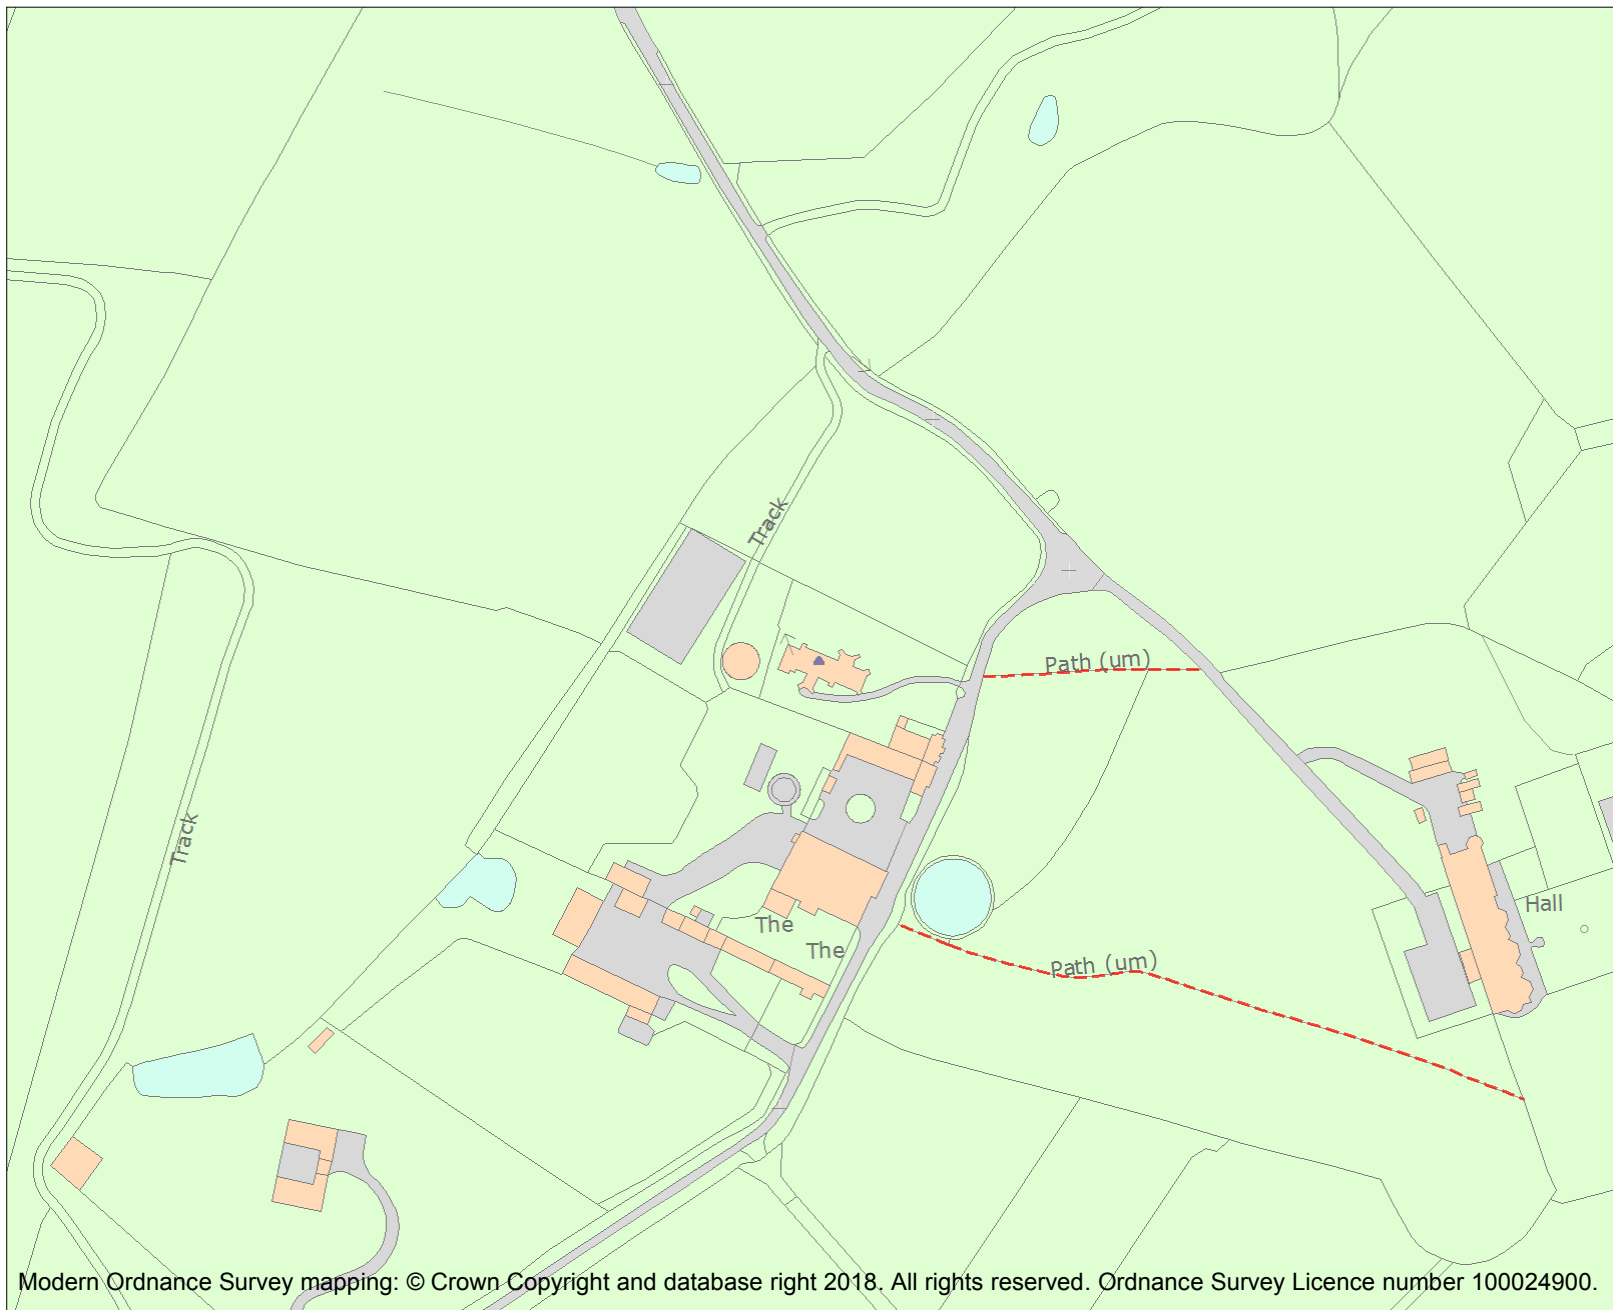 Track
Path (um)
Track
Hall
The
The
Path (um)
Modern Ordnance Survey mapping: © Crown Copyright and database right 2018. All rights reserved. Ordnance Survey Licence number 100024900.